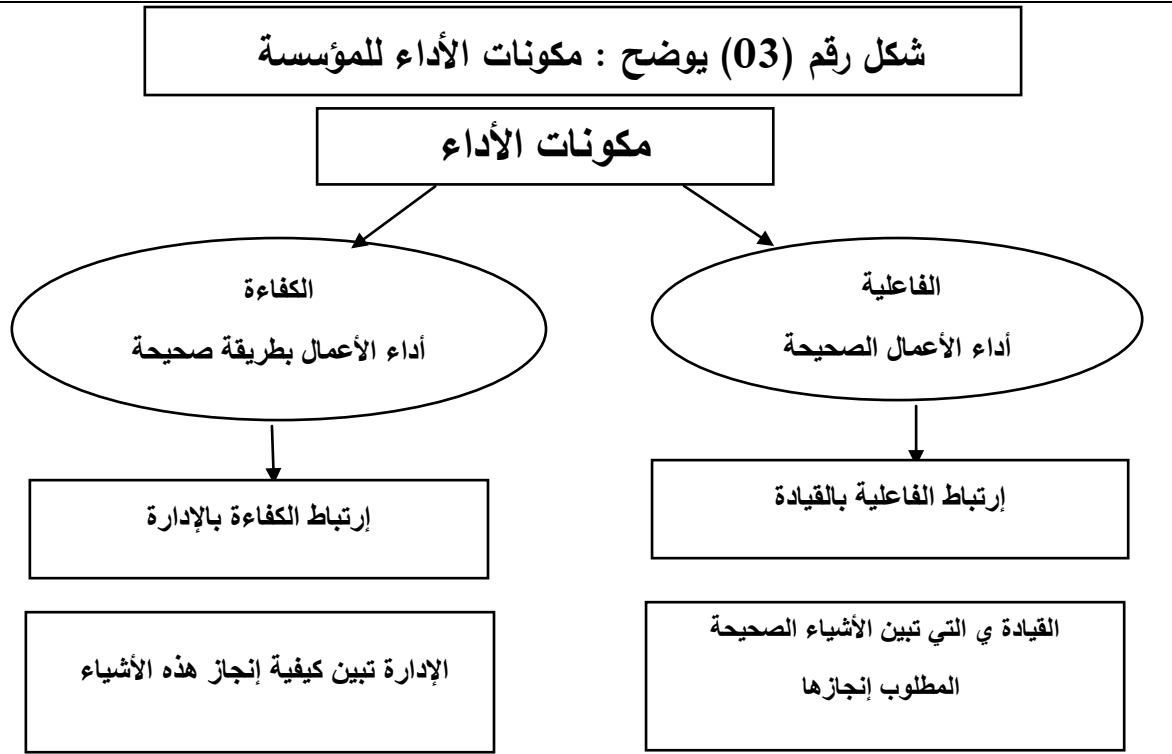 شكل رقم (03) يوضح : مكونات الأداء للمؤسسة
مكونات الأداء
الفاعلية
أداء الأعمال الصحيحة
الكفاءة
أداء الأعمال بطريقة صحيحة
إرتباط الفاعلية بالقيادة
إرتباط الكفاءة بالإدارة
القيادة ي التي تبين الأشياء الصحيحة
المطلوب إنجازها
الإدارة تبين كيفية إنجاز هذه الأشياء